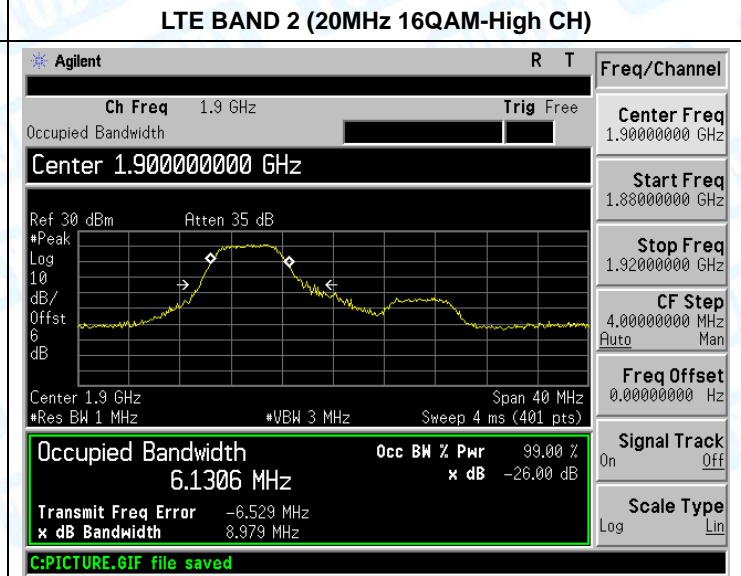 LTE BAND 2 (20MHz 16QAM-High CH)
Agilent R T
Ch Freq 1.9 GHz Trig Free
Occupied Bandwidth
Center 1.900000000 GHz
Ref 30 dBm Atten 35 dB
#Peak
Log
10
dB/
Offst
6
dB
Center 1.9 GHz Span 40 MHz
#Res BW 1 MHz #VBW 3 MHz Sweep 4 ms (401 pts)
Occupied Bandwidth Occ BW % Pwr 99.00 %
6.1306 MHz x dB -26.00 dB
Transmit Freq Error -6.529 MHz
x dB Bandwidth 8.979 MHz
C:PICTURE.GIF file saved
Freq/Channel
Center Freq
1.90000000 GHz
Start Freq
1.88000000 GHz
Stop Freq
1.92000000 GHz
CF Step
4.00000000 MHz
Auto Man
Freq Offset
0.00000000 Hz
Signal Track
On Off
Scale Type
Log Lin